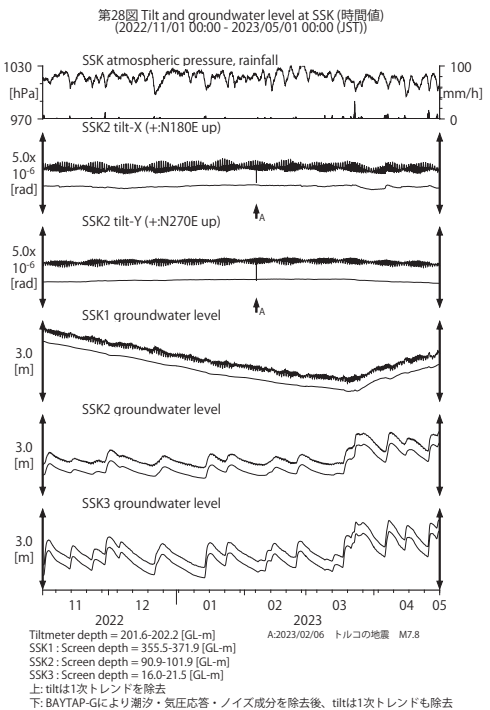 第28図 Tilt and groundwater level at SSK (時間値)
(2022/11/01 00:00 - 2023/05/01 00:00 (JST))
SSK atmospheric pressure, rainfall
1030
[hPa]
970
100
[mm/h]
0
SSK2 tilt-X (+:N180E up)
5.0x
10-6
[rad]
A
SSK2 tilt-Y (+:N270E up)
5.0x
10-6
[rad]
A
SSK1 groundwater level
3.0
[m]
SSK2 groundwater level
3.0
[m]
SSK3 groundwater level
3.0
[m]
11 12 01 02 03 04 05
2022 2023
Tiltmeter depth = 201.6-202.2 [GL-m] A:2023/02/06 トルコの地震 M7.8
SSK1 : Screen depth = 355.5-371.9 [GL-m]
SSK2 : Screen depth = 90.9-101.9 [GL-m]
SSK3 : Screen depth = 16.0-21.5 [GL-m]
上: tiltは1次トレンドを除去
下: BAYTAP-Gにより潮汐・気圧応答・ノイズ成分を除去後、tiltは1次トレンドも除去